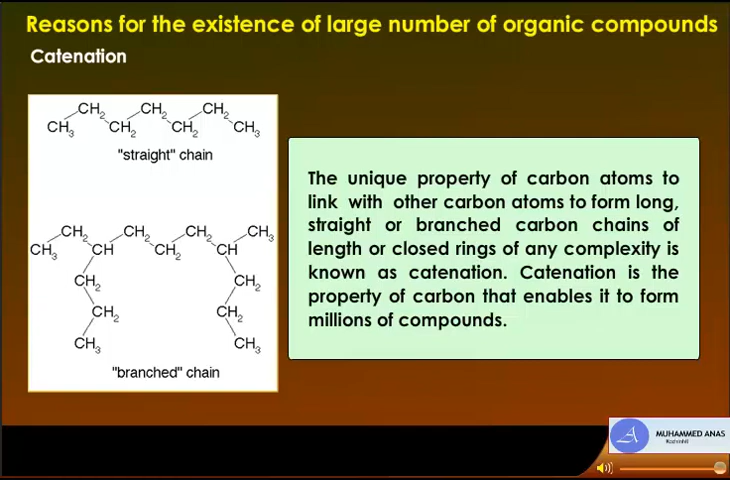 Reasons for the existence of large number of organic compounds
Catenation
CH2 CH2 CH2
CH3 CH2 CH2 CH3
"straight" chain
CH2 CH2 CH2 CH3
CH3 CH CH2 CH
CH2 CH2
CH2 CH2
CH3 CH3
"branched" chain
The unique property of carbon atoms to
link with other carbon atoms to form long,
straight or branched carbon chains of
length or closed rings of any complexity is
known as catenation. Catenation is the
property of carbon that enables it to form
millions of compounds.
A
MUHAMMED ANAS